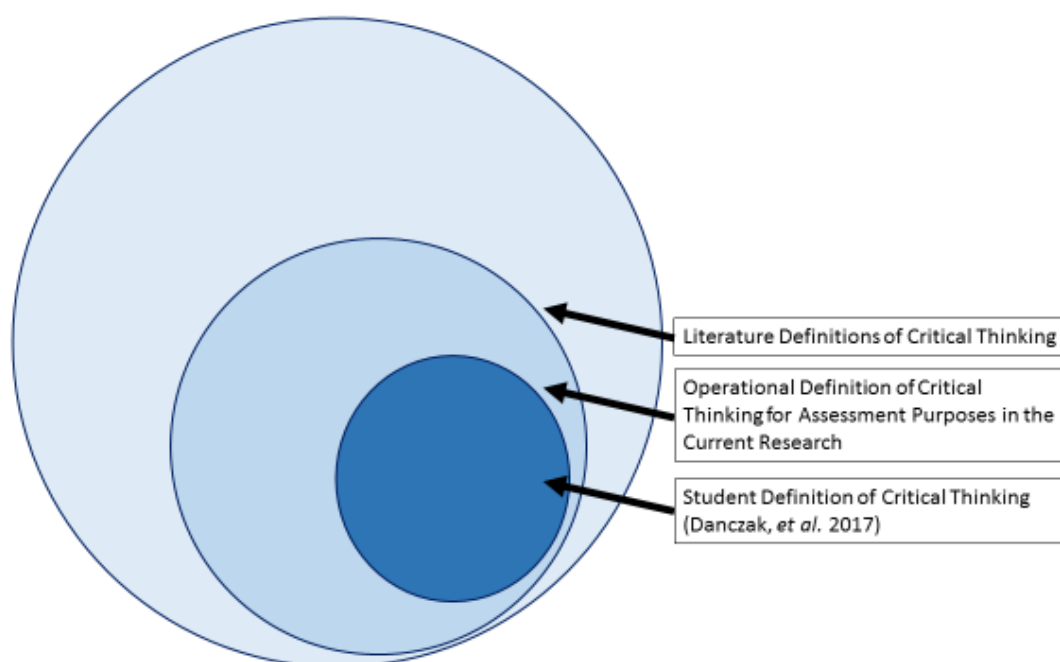 Literature Definitions of Critical Thinking
Operational Definition of Critical
Thinking for Assessment Purposes in the
Current Research
Student Definition of Critical Thinking
(Danczak, et al. 2017)